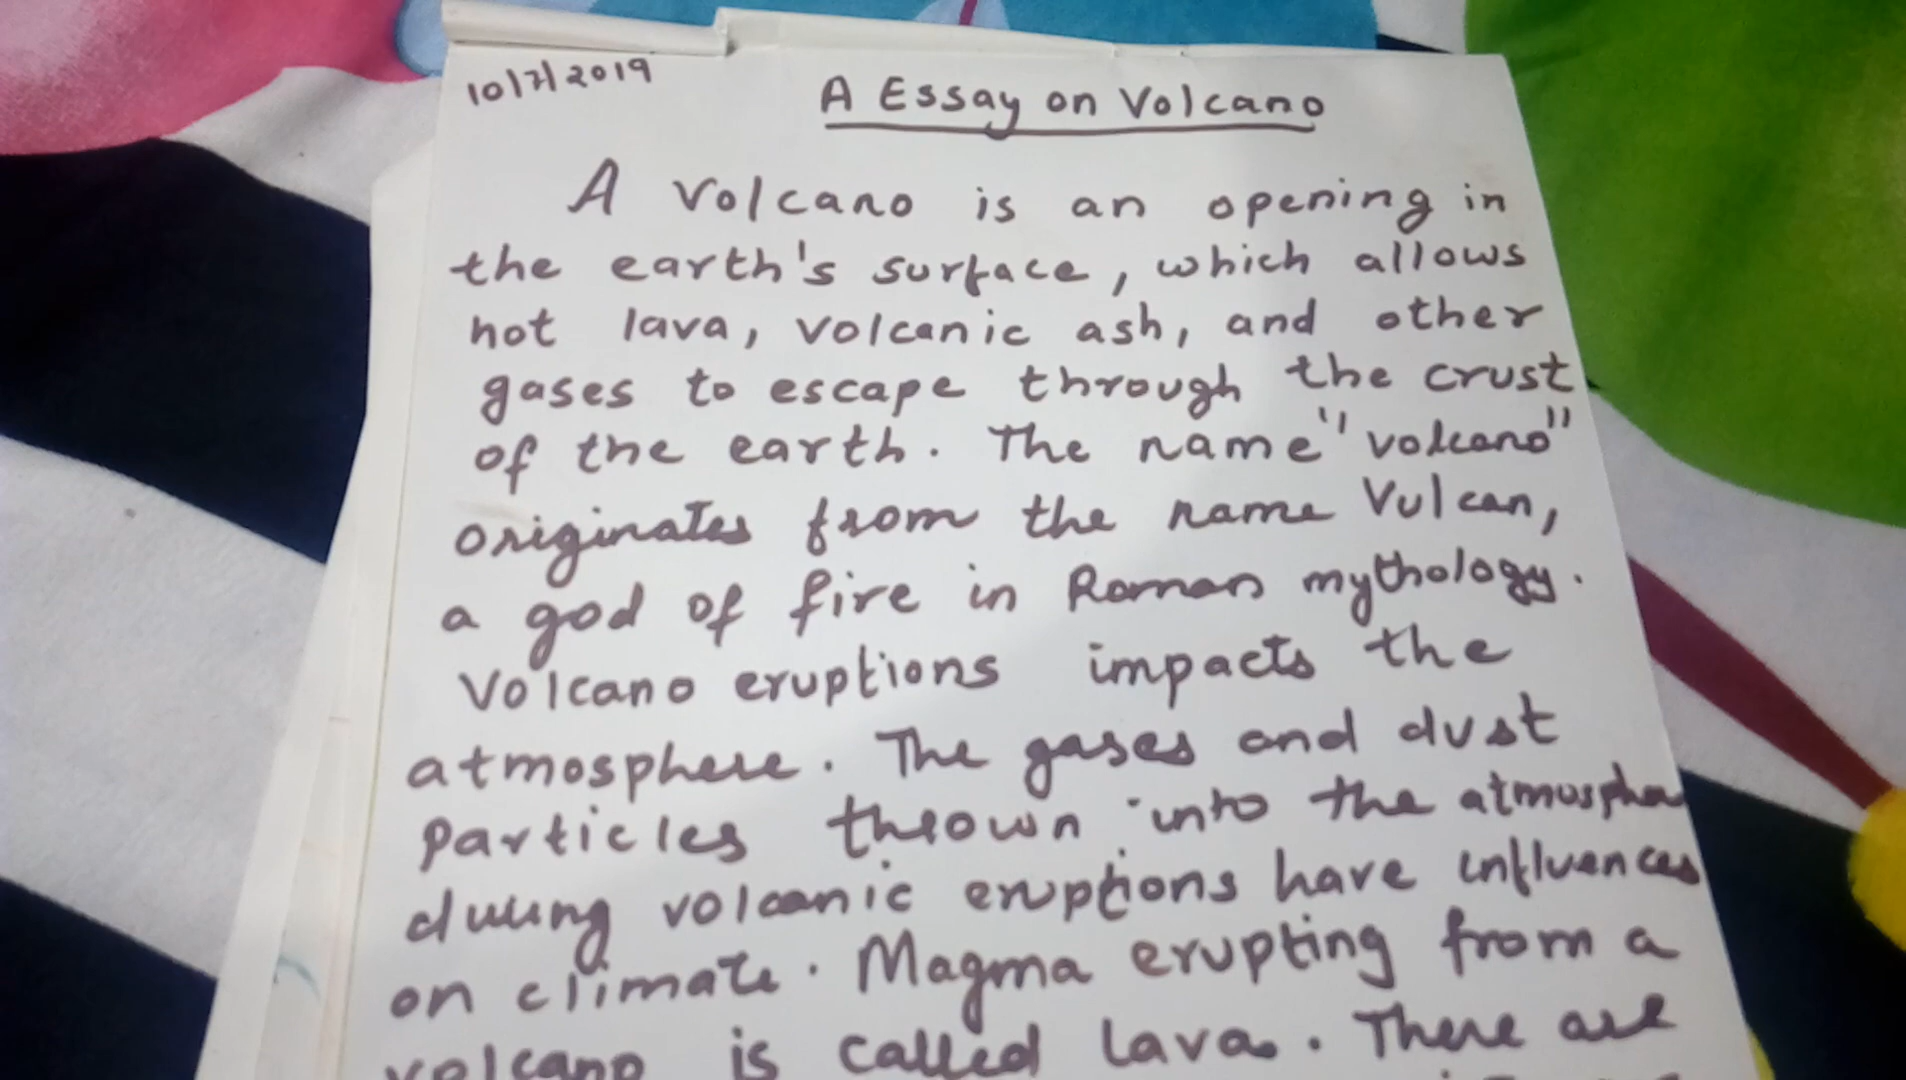 10/7/2019
A Essay on Volcano
A Volcano is an opening in
the earth's surface, which allows
hot lava, volcanic ash, and other
gases to escape through the crust
of the earth. The name "volcano"
originates from the name Vulcan,
a god of fire in Roman mythology.
Volcano eruptions impacts the
atmosphere. The gases and dust
particles thrown into the atmosphe
during volcanic eruptions have influences
on climate. Magma erupting from a
volcano is called lava. There are